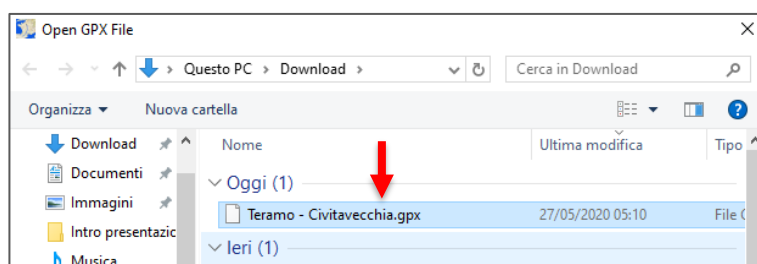 Open GPX File
Questo PC > Download >
Cerca in Download
Organizza
Nuova cartella
Download
Nome
Ultima modifica
Tipo
Documenti
Oggi (1)
Immagini
Teramo - Civitavecchia.gpx
27/05/2020 05:10
File
Intro presentazic
Ieri (1)
Musica